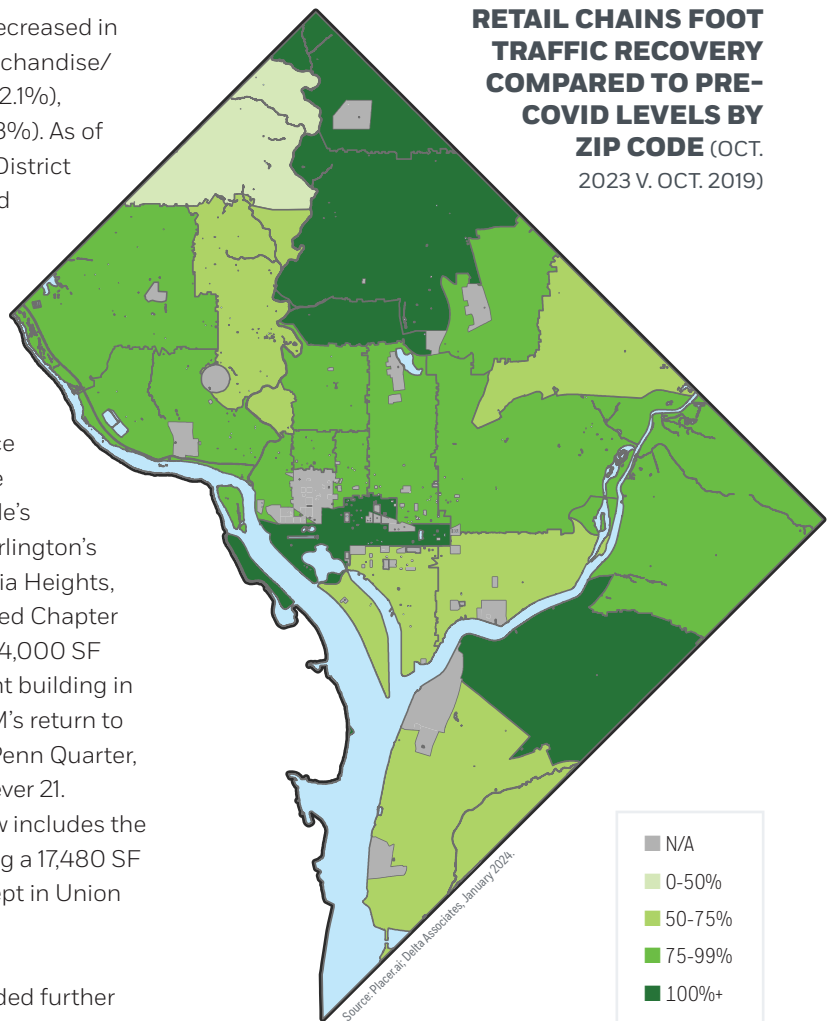 ecreased in
chandise/
2.1%),
3%). As of
District
d
ce
e
le's
rlington's
ia Heights,
ed Chapter
4,000 SF
nt building in
M's return to
Penn Quarter,
ever 21.
w includes the
g a 17,480 SF
ept in Union
ded further
RETAIL CHAINS FOOT
TRAFFIC RECOVERY
COMPARED TO PRE-
COVID LEVELS BY
ZIP CODE (OCT.
2023 V. OCT. 2019)
Source: Placer.ai; Delta Associates, January 2024.
N/A
0-50%
50-75%
75-99%
100%+